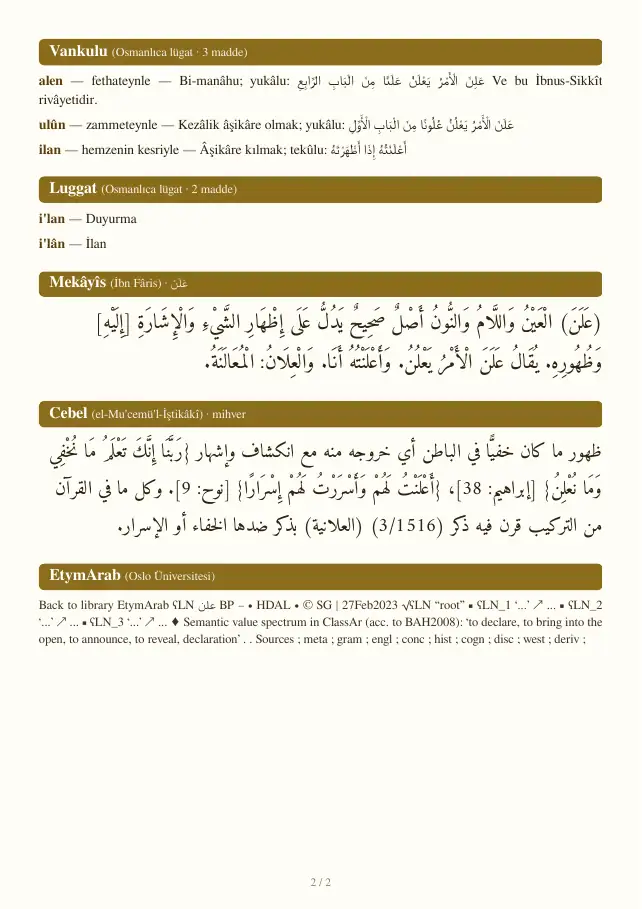 Vankulu (Osmanlıca lügat · 3 madde)
alen — fethateynle — Bi-manâhu; yukâlu: عَلِنَ الْأَمْرُ يَعْلَنُ عَلَنًا مِنَ الْبَابِ الرَّابِعِ Ve bu İbnus-Sikkît
rivâyetidir.
ulûn — zammeteynle — Kezâlik âşikâre olmak; yukâlu: عَلَنَ الْأَمْرُ يَعْلُنُ عُلُونًا مِنَ الْبَابِ الْأَوَّلِ
ilan — hemzenin kesriyle — Âşikâre kılmak; tekûlu: أَعْلَنْتُهُ إِذَا أَظْهَرْتَهُ
Luggat (Osmanlıca lügat · 2 madde)
i'lan — Duyurma
i'lân — İlan
Mekâyîs (İbn Fâris) · عَلَنَ
(عَلَنَ) الْعَيْنُ وَاللَّامُ وَالنُّونُ أَصْلٌ صَحِيحٌ يَدُلُّ عَلَى إِظْهَارِ الشَّيْءِ وَالْإِشَارَةِ [إِلَيْهِ]
وَظُهُورِهِ. يُقَالُ عَلَنَ الْأَمْرُ يَعْلُنُ. وَأَعْلَنْتُهُ أَنَا. وَالْعِلَانُ: الْمُعَالَنَةُ.
Cebel (el-Mu'cemü'l-İştikâkî) · mihver
ظهور ما كان خفيًّا في الباطن أي خروجه منه مع انكشاف وإشهار {رَبَّنَا إِنَّكَ تَعْلَمُ مَا نُخْفِي
وَمَا نُعْلِنُ} [إبراهيم: 38]، {أَعْلَنْتُ لَهُمْ وَأَسْرَرْتُ لَهُمْ إِسْرَارًا} [نوح: 9]. وكل ما في القرآن
من التركيب قرن فيه ذكر (3/1516) (العلانية) بذكر ضدها الخفاء أو الإسرار.
EtymArab (Oslo Üniversitesi)
Back to library EtymArab ʕLN علن BP – • HDAL • © SG | 27Feb2023 √ʕLN “root” ▪ ʕLN_1 ‘...’ ↗ ... ▪ ʕLN_2
‘...’ ↗ ... ▪ ʕLN_3 ‘...’ ↗ ... ♦ Semantic value spectrum in ClassAr (acc. to BAH2008): ‘to declare, to bring into the
open, to announce, to reveal, declaration’ . . Sources ; meta ; gram ; engl ; conc ; hist ; cogn ; disc ; west ; deriv ;
2 / 2